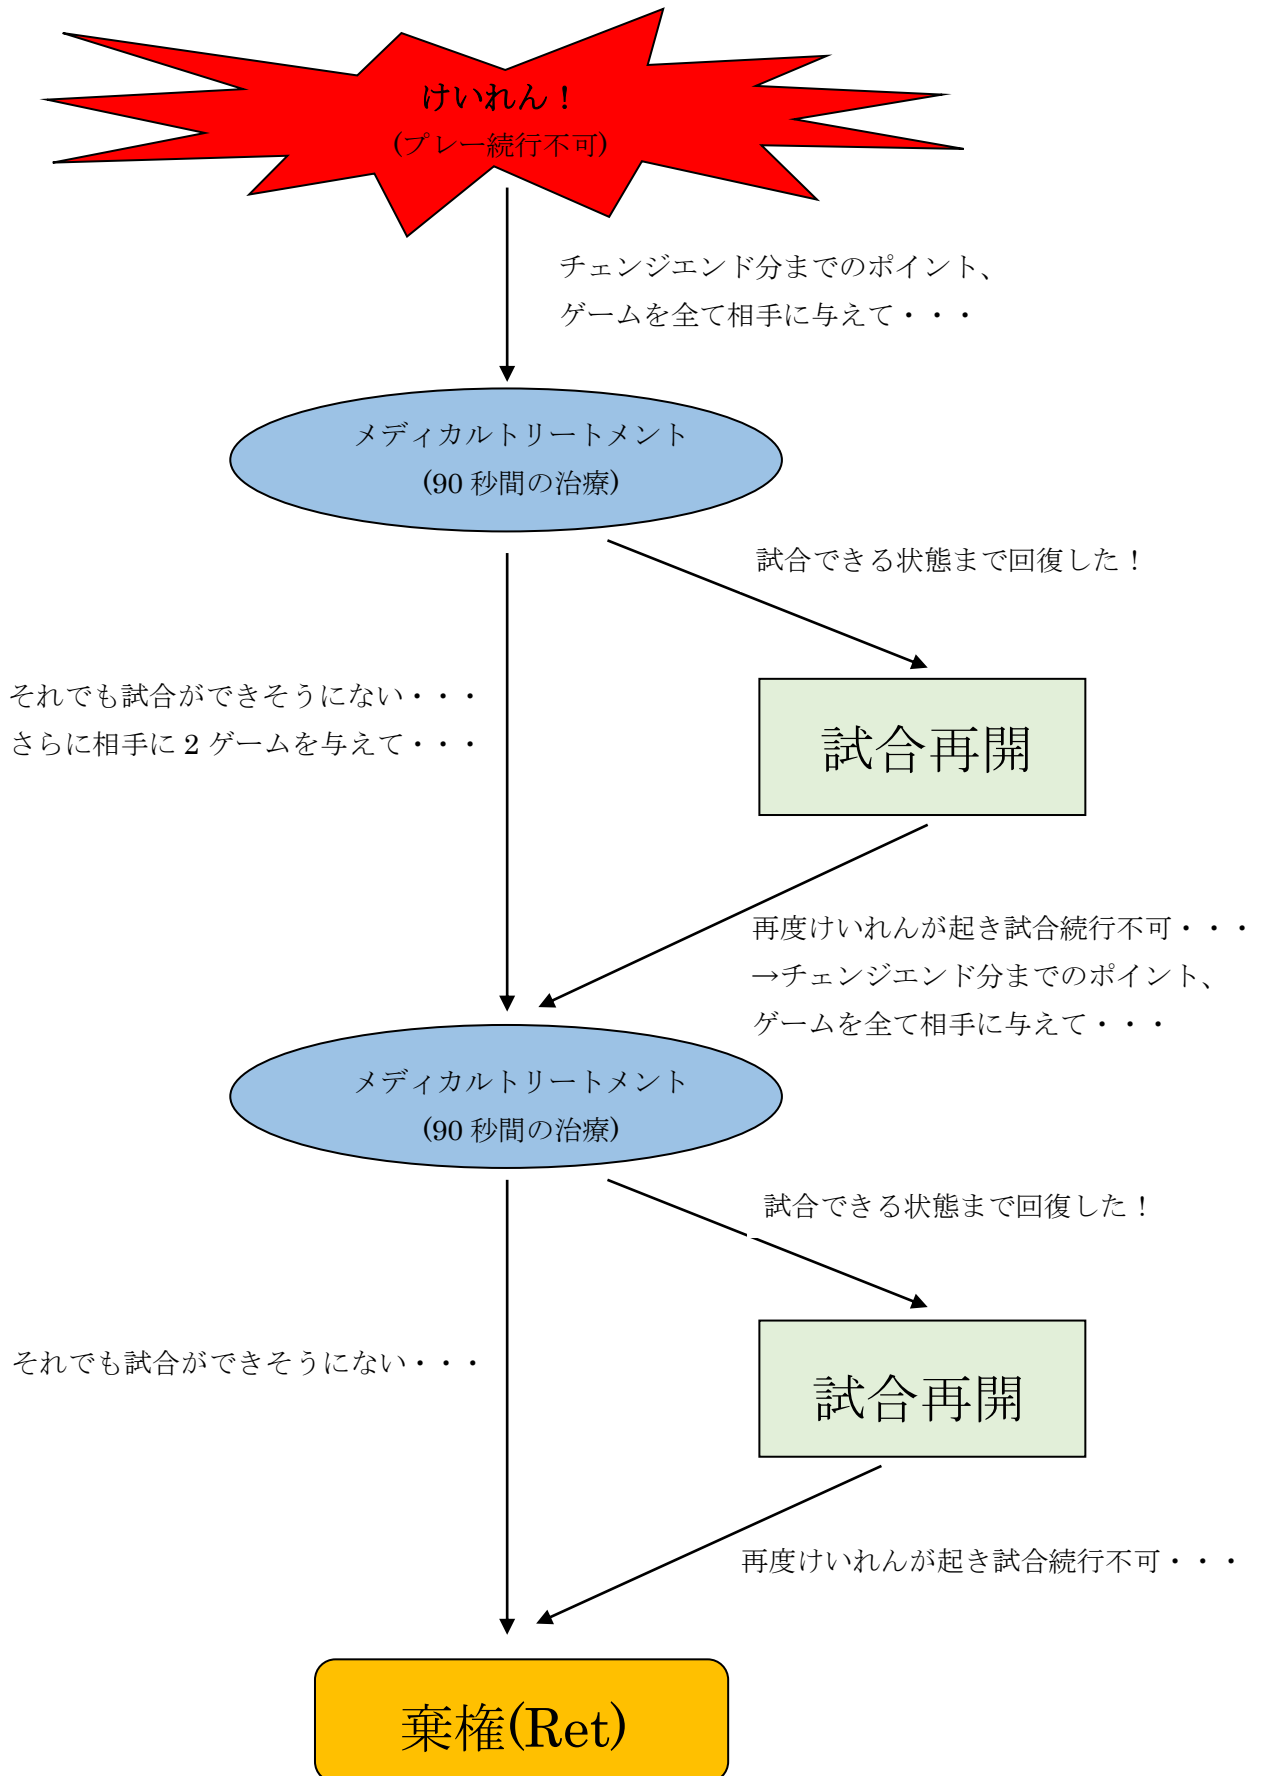 けいれん！
(プレー続行不可)
チェンジエンド分までのポイント、
ゲームを全て相手に与えて・・・
メディカルトリートメント
(90 秒間の治療)
試合できる状態まで回復した！
それでも試合ができそうにない・・・
さらに相手に 2 ゲームを与えて・・・
試合再開
再度けいれんが起き試合続行不可・・・
→チェンジエンド分までのポイント、
ゲームを全て相手に与えて・・・
メディカルトリートメント
(90 秒間の治療)
試合できる状態まで回復した！
それでも試合ができそうにない・・・
試合再開
再度けいれんが起き試合続行不可・・・
棄権(Ret)